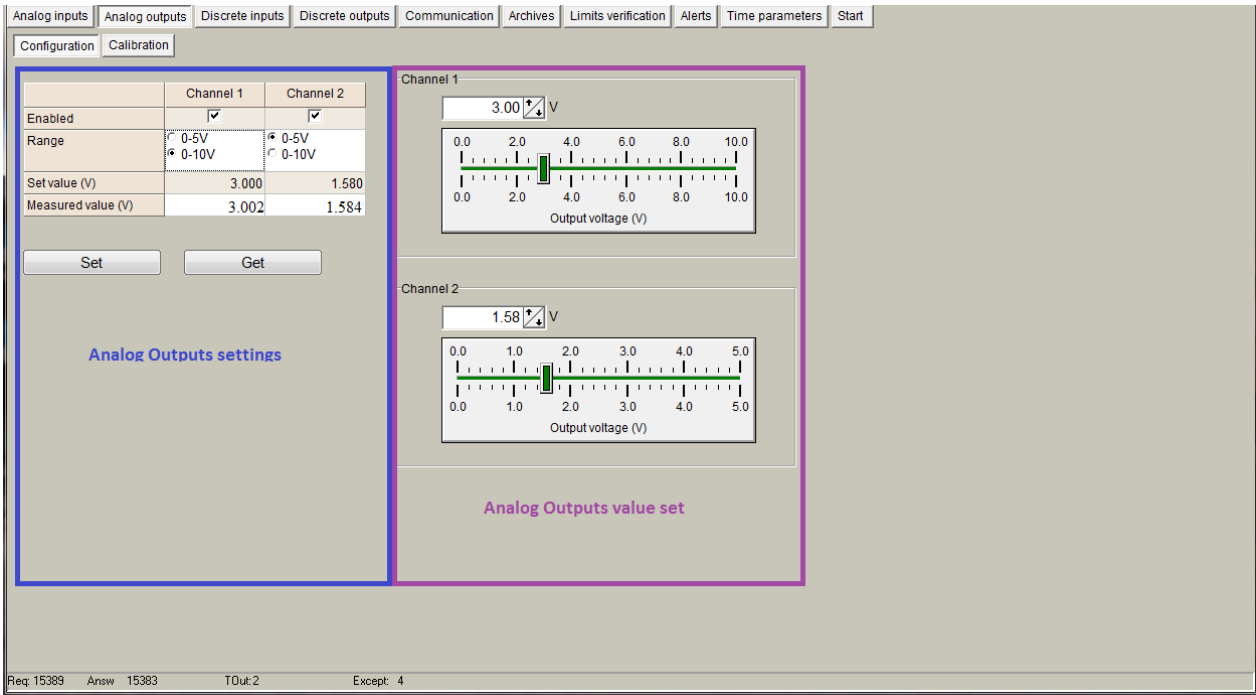 Analog inputs Analog outputs Discrete inputs Discrete outputs Communication Archives Limits verification Alerts Time parameters Start
Configuration Calibration
Channel 1 Channel 2
Enabled
Range 0-5V 0-5V
0-10V 0-10V
Set value (V) 3.000 1.580
Measured value (V) 3.002 1.584
Set Get
Analog Outputs settings
Channel 1
3.00 V
0.0 2.0 4.0 6.0 8.0 10.0
0.0 2.0 4.0 6.0 8.0 10.0
Output voltage (V)
Channel 2
1.58 V
0.0 1.0 2.0 3.0 4.0 5.0
0.0 1.0 2.0 3.0 4.0 5.0
Output voltage (V)
Analog Outputs value set
Req: 15389 Answ 15383 TOut: 2 Except: 4